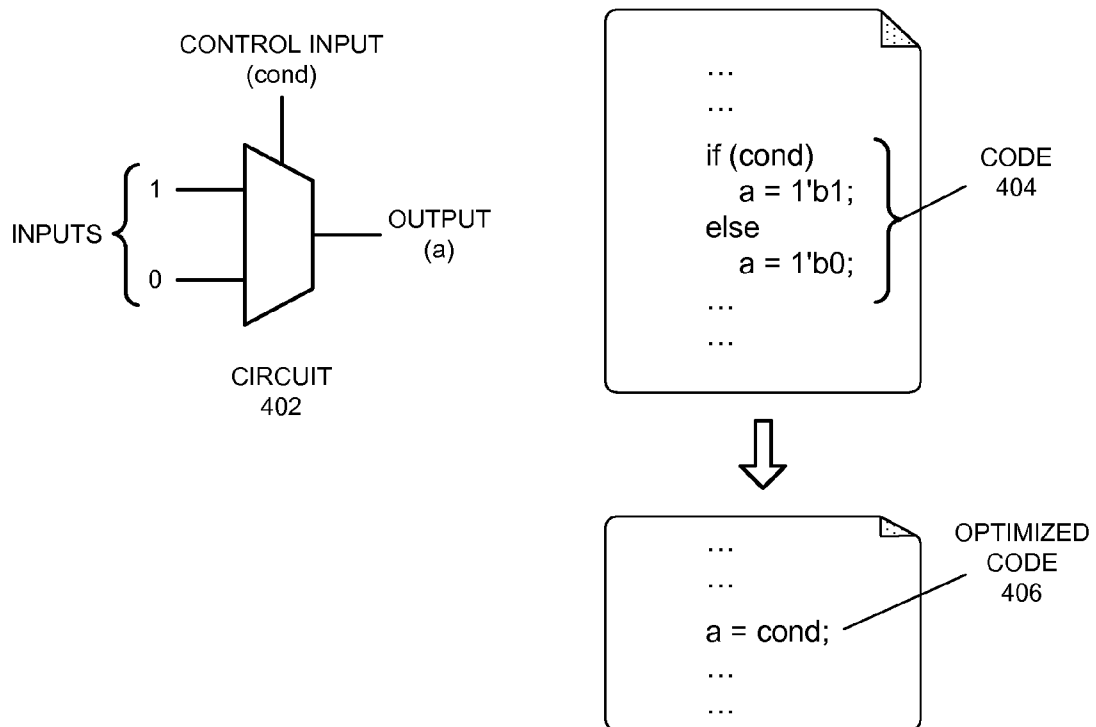 CONTROL INPUT
(cond)
INPUTS
1
0
OUTPUT
(a)
CIRCUIT
402
...
...
if (cond)
a = 1'b1;
else
a = 1'b0;
...
...
CODE
404
...
...
a = cond;
...
...
OPTIMIZED
CODE
406